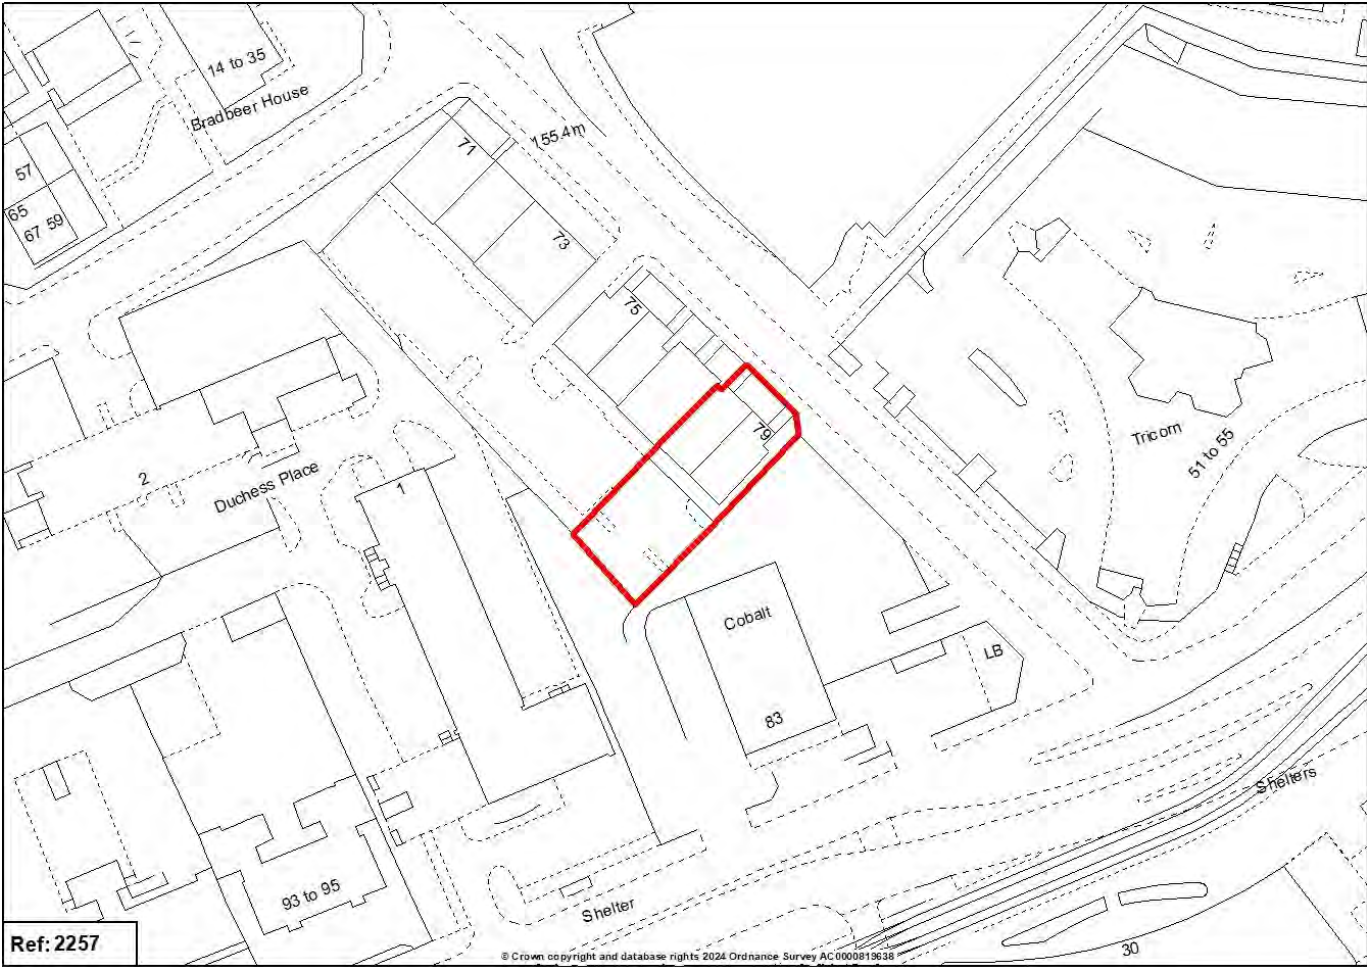 14 to 35
Bradbeer House
71
155.4m
57
65
67 59
73
75
79
Tricorn
51 to 55
2
Duchess Place
1
Cobalt
LB
83
Shelters
93 to 95
Shelter
30
Ref: 2257
© Crown copyright and database rights 2024 Ordnance Survey AC0000819638